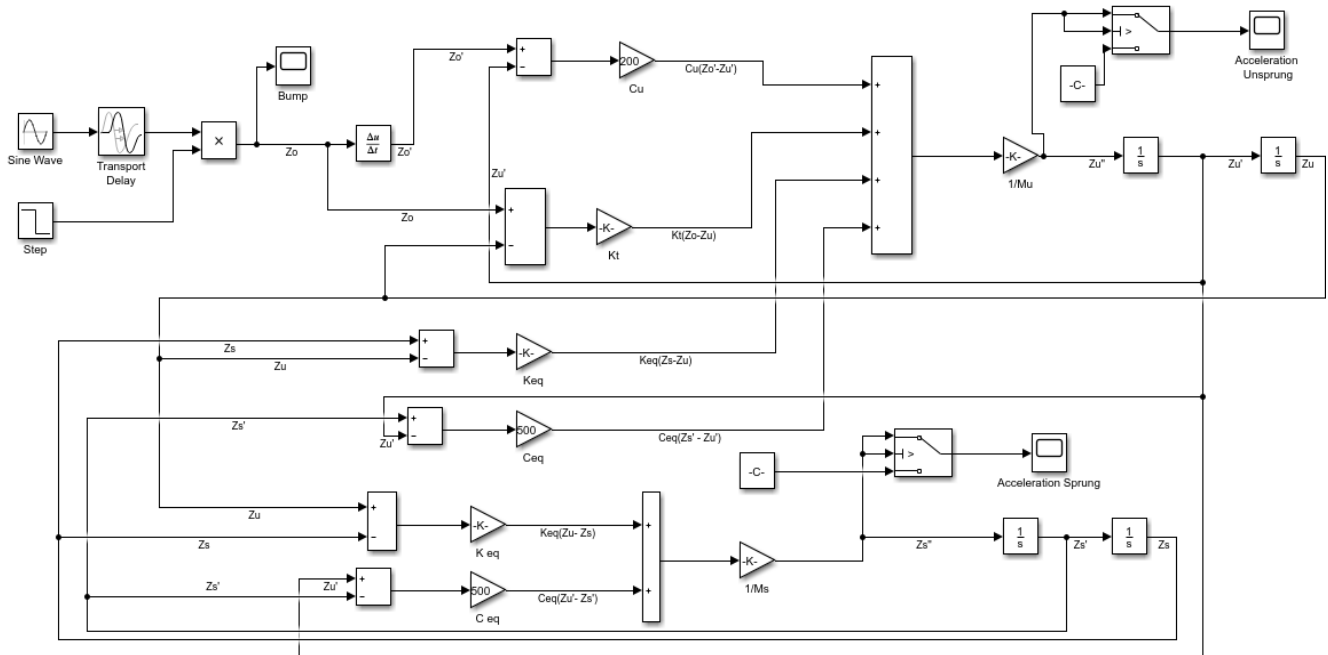 Sine Wave
Transport
Delay
Step
×
Bump
Zo
Δu
Δt
Zo'
Zo'
+
−
200
Cu
Cu(Zo'-Zu')
Zu'
Zo
+
−
-K-
Kt
Kt(Zo-Zu)
+
+
+
+
-K-
1/Mu
>
-C-
Acceleration
Unsprung
Zu"
1
s
Zu'
1
s
Zu
Zs
Zu
+
−
-K-
Keq
Keq(Zs-Zu)
Zs'
Zu'
+
−
500
Ceq
Ceq(Zs' - Zu')
-C-
>
Acceleration Sprung
Zu
Zs
+
−
-K-
K eq
Keq(Zu- Zs)
Zs'
Zu'
+
−
500
C eq
Ceq(Zu'- Zs')
+
+
-K-
1/Ms
Zs"
1
s
Zs'
1
s
Zs